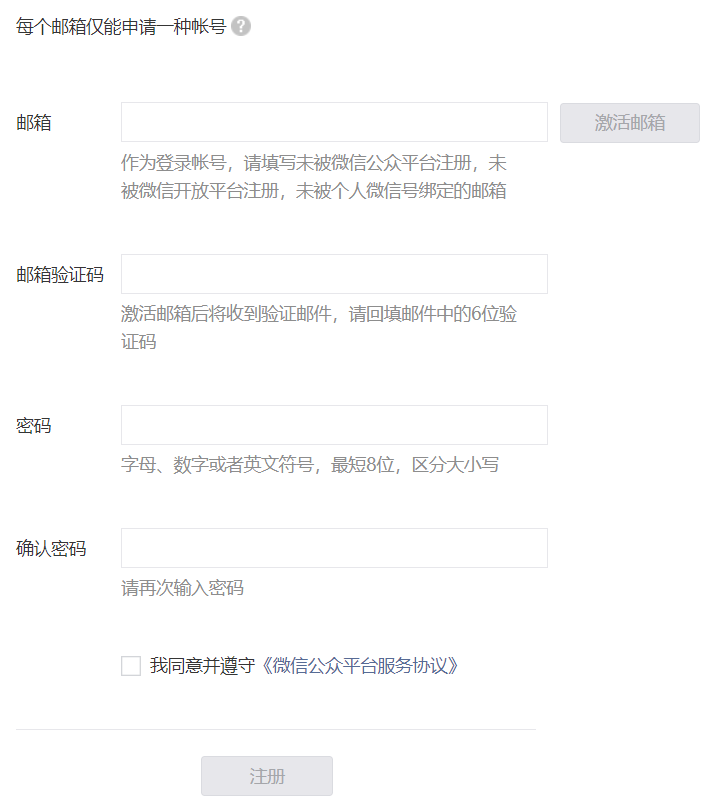 每个邮箱仅能申请一种帐号 ?
邮箱
激活邮箱
作为登录帐号，请填写未被微信公众平台注册，未
被微信开放平台注册，未被个人微信号绑定的邮箱
邮箱验证码
激活邮箱后将收到验证邮件，请回填邮件中的6位验
证码
密码
字母、数字或者英文符号，最短8位，区分大小写
确认密码
请再次输入密码
我同意并遵守《微信公众平台服务协议》
注册